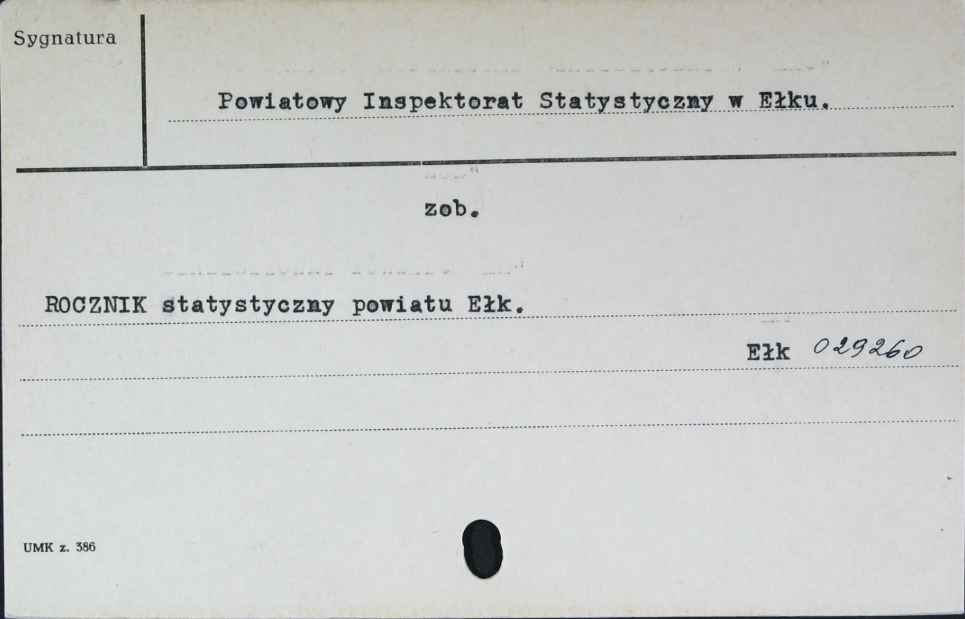 Sygnatura
Powiatowy Inspektorat Statystyczny w Ełku.
zob.
ROCZNIK statystyczny powiatu Ełk.
Ełk 029260
UMK z. 386